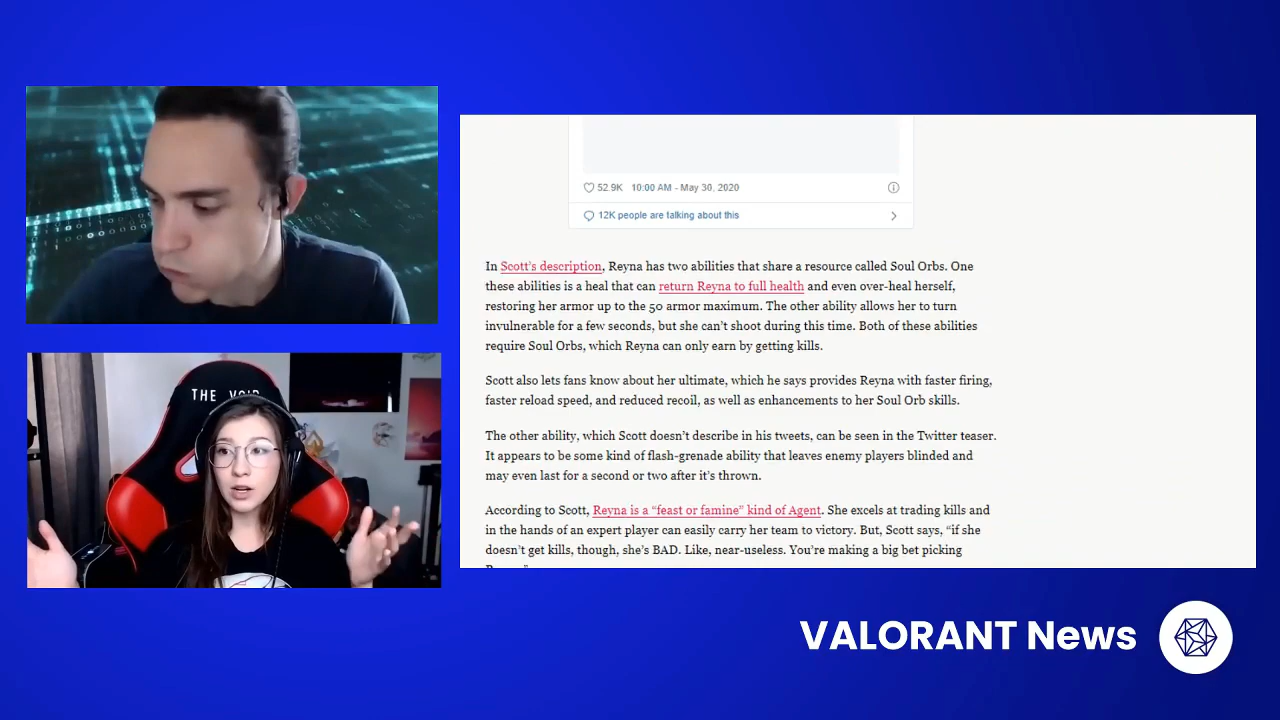 THE VOID
52.9K 10:00 AM - May 30, 2020
12K people are talking about this
In Scott's description, Reyna has two abilities that share a resource called Soul Orbs. One
these abilities is a heal that can return Reyna to full health and even over-heal herself,
restoring her armor up to the 50 armor maximum. The other ability allows her to turn
invulnerable for a few seconds, but she can't shoot during this time. Both of these abilities
require Soul Orbs, which Reyna can only earn by getting kills.
Scott also lets fans know about her ultimate, which he says provides Reyna with faster firing,
faster reload speed, and reduced recoil, as well as enhancements to her Soul Orb skills.
The other ability, which Scott doesn't describe in his tweets, can be seen in the Twitter teaser.
It appears to be some kind of flash-grenade ability that leaves enemy players blinded and
may even last for a second or two after it's thrown.
According to Scott, Reyna is a “feast or famine” kind of Agent. She excels at trading kills and
in the hands of an expert player can easily carry her team to victory. But, Scott says, “if she
doesn't get kills, though, she's BAD. Like, near-useless. You're making a big bet picking
VALORANT News